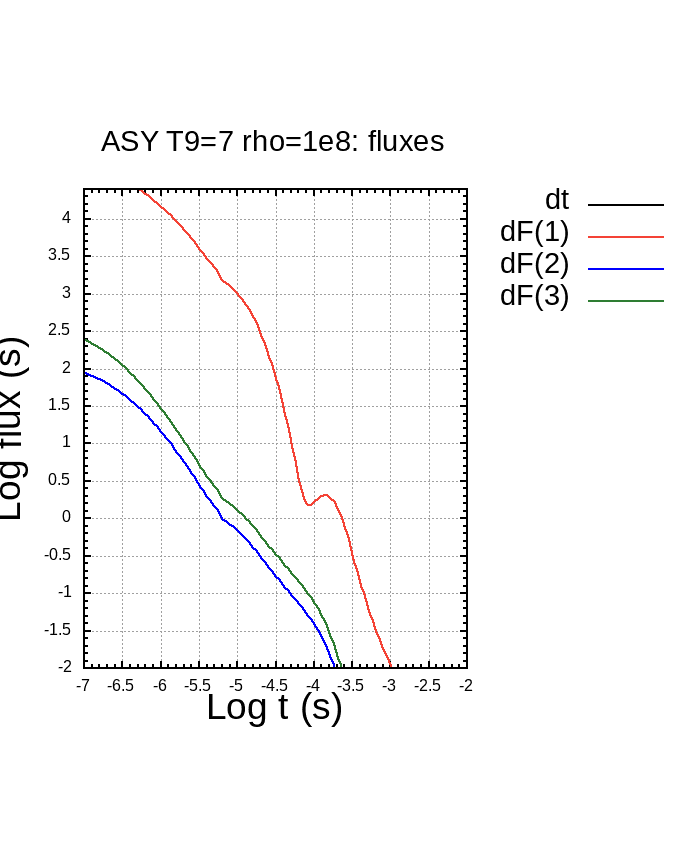 ASY T9=7 rho=1e8: fluxes
dt
dF(1)
dF(2)
dF(3)
Log flux (s)
4
3.5
3
2.5
2
1.5
1
0.5
0
-0.5
-1
-1.5
-2
-7 -6.5 -6 -5.5 -5 -4.5 -4 -3.5 -3 -2.5 -2
Log t (s)